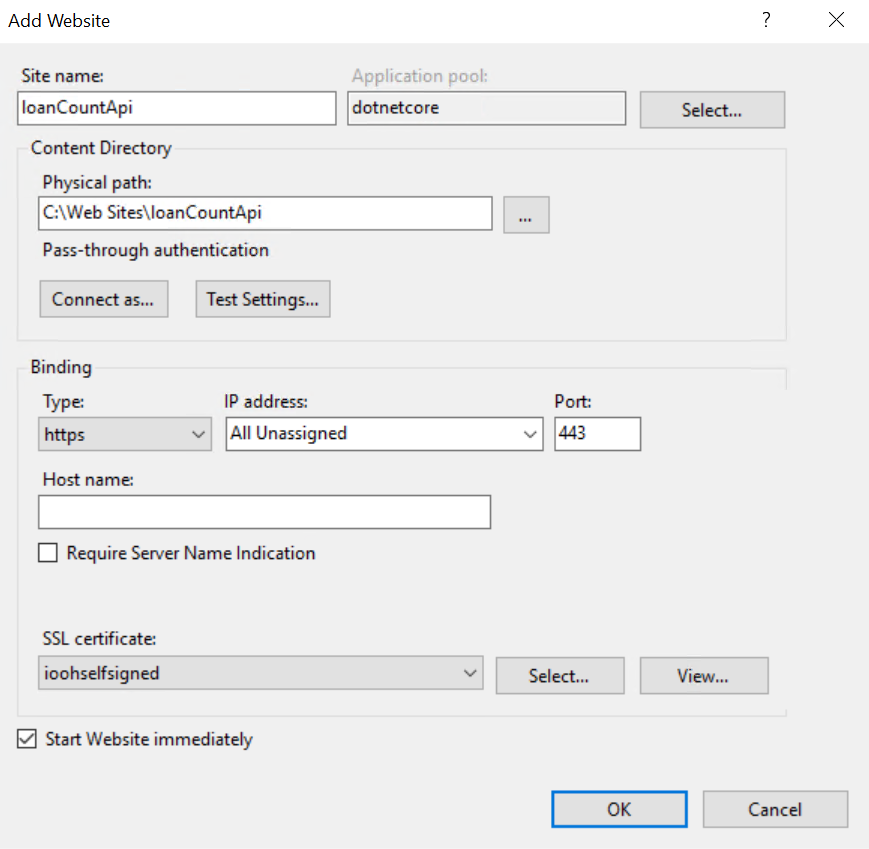 Add Website
?
Site name:
Application pool:
loanCountApi
dotnetcore
Select...
Content Directory
Physical path:
C:\Web Sites\loanCountApi
...
Pass-through authentication
Connect as...
Test Settings...
Binding
Type:
IP address:
Port:
https
All Unassigned
443
Host name:
Require Server Name Indication
SSL certificate:
ioohselfsigned
Select...
View...
Start Website immediately
OK
Cancel